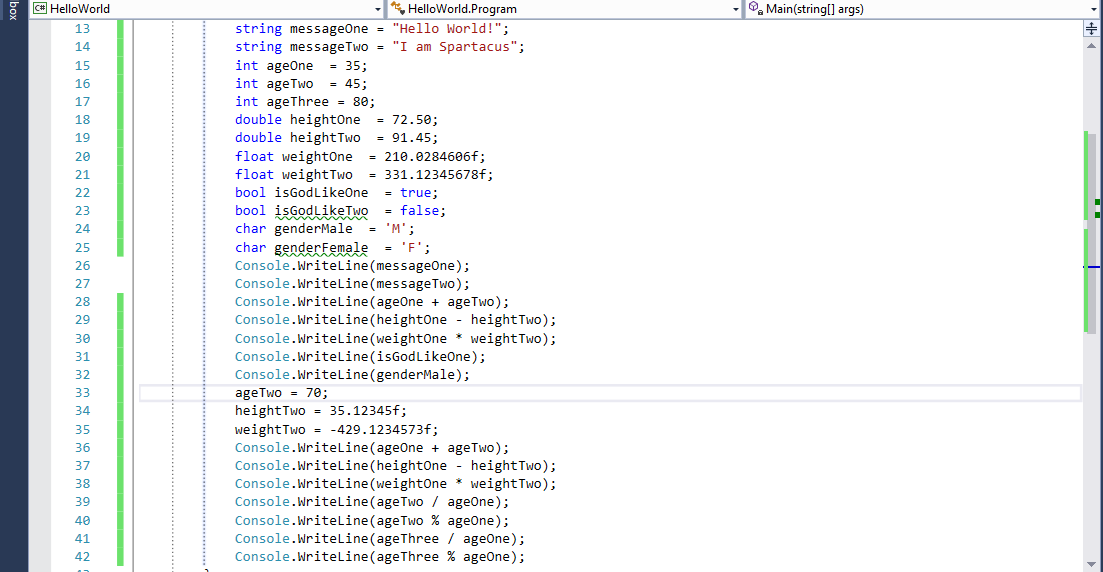 box
HelloWorld HelloWorld.Program Main(string[] args)
13 string messageOne = "Hello World!";
14 string messageTwo = "I am Spartacus";
15 int ageOne  = 35;
16 int ageTwo  = 45;
17 int ageThree = 80;
18 double heightOne  = 72.50;
19 double heightTwo  = 91.45;
20 float weightOne  = 210.0284606f;
21 float weightTwo  = 331.12345678f;
22 bool isGodLikeOne  = true;
23 bool isGodLikeTwo  = false;
24 char genderMale  = 'M';
25 char genderFemale  = 'F';
26 Console.WriteLine(messageOne);
27 Console.WriteLine(messageTwo);
28 Console.WriteLine(ageOne + ageTwo);
29 Console.WriteLine(heightOne - heightTwo);
30 Console.WriteLine(weightOne * weightTwo);
31 Console.WriteLine(isGodLikeOne);
32 Console.WriteLine(genderMale);
33 ageTwo = 70;
34 heightTwo = 35.12345f;
35 weightTwo = -429.1234573f;
36 Console.WriteLine(ageOne + ageTwo);
37 Console.WriteLine(heightOne - heightTwo);
38 Console.WriteLine(weightOne * weightTwo);
39 Console.WriteLine(ageTwo / ageOne);
40 Console.WriteLine(ageTwo % ageOne);
41 Console.WriteLine(ageThree / ageOne);
42 Console.WriteLine(ageThree % ageOne);